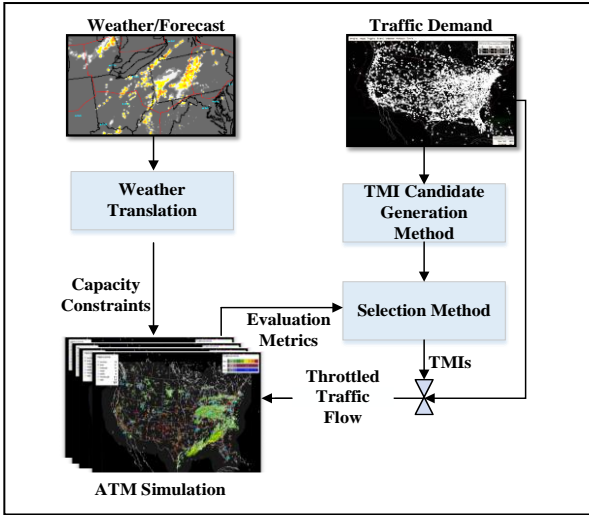 Weather/Forecast
Traffic Demand
Weather
Translation
TMI Candidate
Generation
Method
Capacity
Constraints
Selection Method
Evaluation
Metrics
TMIs
Throttled
Traffic
Flow
ATM Simulation